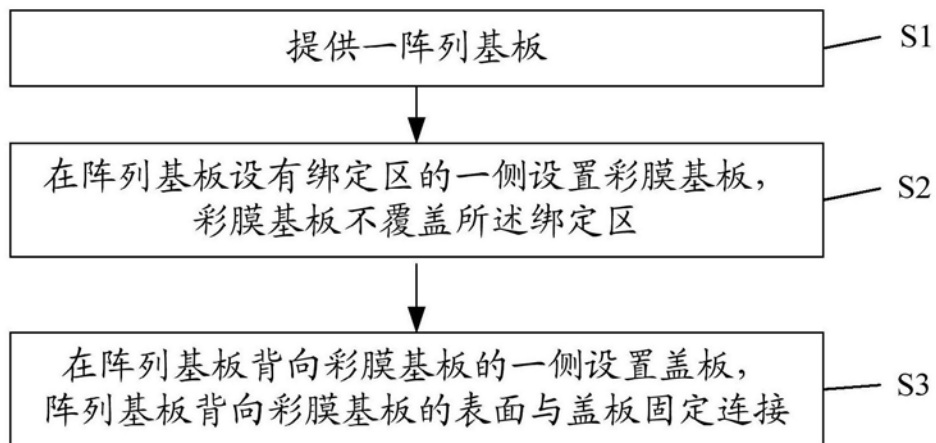 提供一阵列基板
S1
在阵列基板设有绑定区的一侧设置彩膜基板，
彩膜基板不覆盖所述绑定区
S2
在阵列基板背向彩膜基板的一侧设置盖板，
阵列基板背向彩膜基板的表面与盖板固定连接
S3